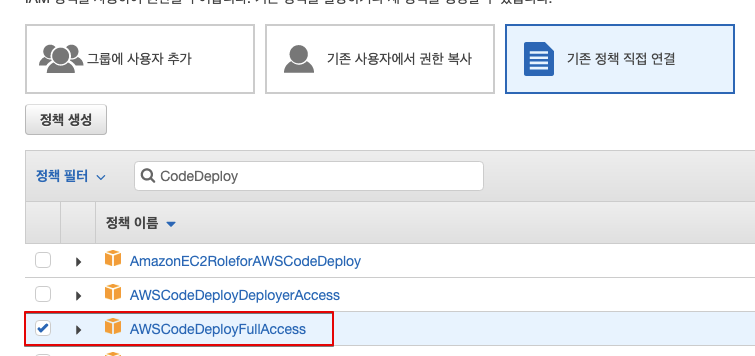 그룹에 사용자 추가
기존 사용자에서 권한 복사
기존 정책 직접 연결
정책 생성
정책 필터
CodeDeploy
정책 이름
AmazonEC2RoleforAWSCodeDeploy
AWSCodeDeployDeployerAccess
AWSCodeDeployFullAccess